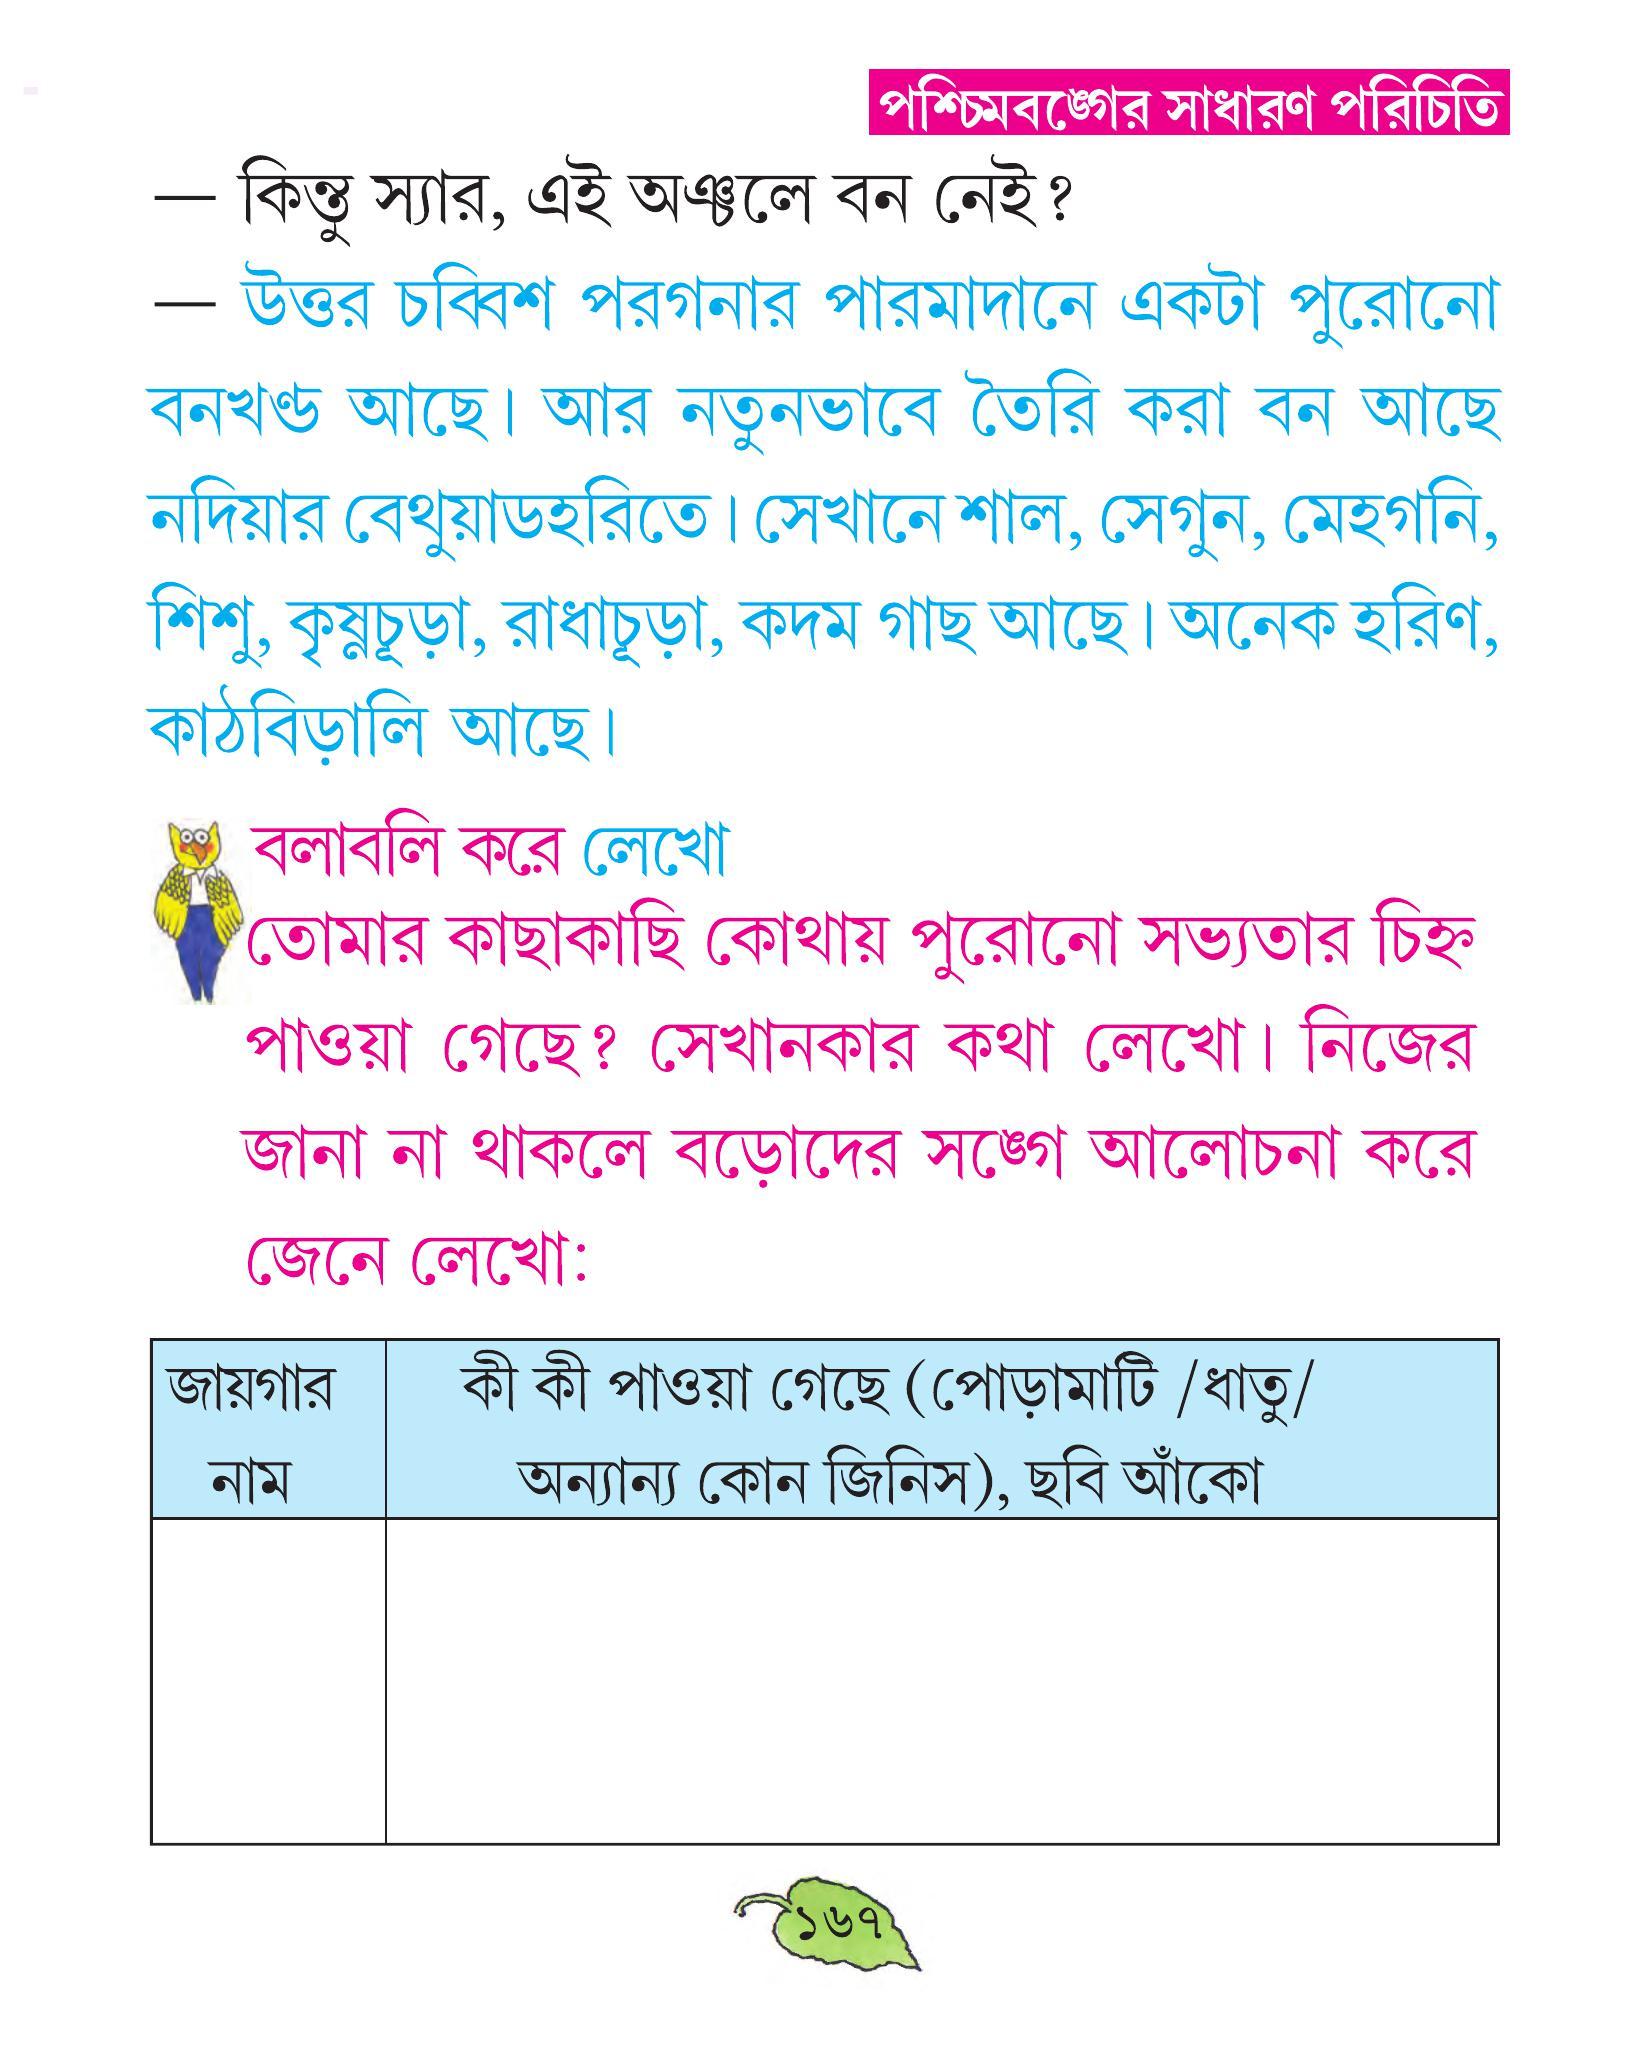 পশ্চিমবঙ্গের সাধারণ পরিচিতি
— কিন্তু স্যার, এই অঞ্চলে বন নেই?
— উত্তর চব্বিশ পরগনার পারমাদানে একটা পুরোনো
বনখণ্ড আছে। আর নতুনভাবে তৈরি করা বন আছে
নদিয়ার বেথুয়াডহরিতে। সেখানে শাল, সেগুন, মেহগনি,
শিশু, কৃষ্ণচূড়া, রাধাচূড়া, কদম গাছ আছে। অনেক হরিণ,
কাঠবিড়ালি আছে।
বলাবলি করে লেখো
তোমার কাছাকাছি কোথায় পুরোনো সভ্যতার চিহ্ন
পাওয়া গেছে? সেখানকার কথা লেখো। নিজের
জানা না থাকলে বড়োদের সঙ্গে আলোচনা করে
জেনে লেখো:
জায়গার
নাম
কী কী পাওয়া গেছে (পোড়ামাটি /ধাতু/
অন্যান্য কোন জিনিস), ছবি আঁকো
১৬৭